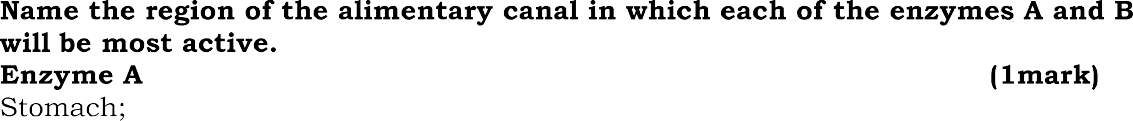 Name the region of the alimentary canal in which each of the enzymes A and B
will be most active.
Enzyme A (1mark)
Stomach;